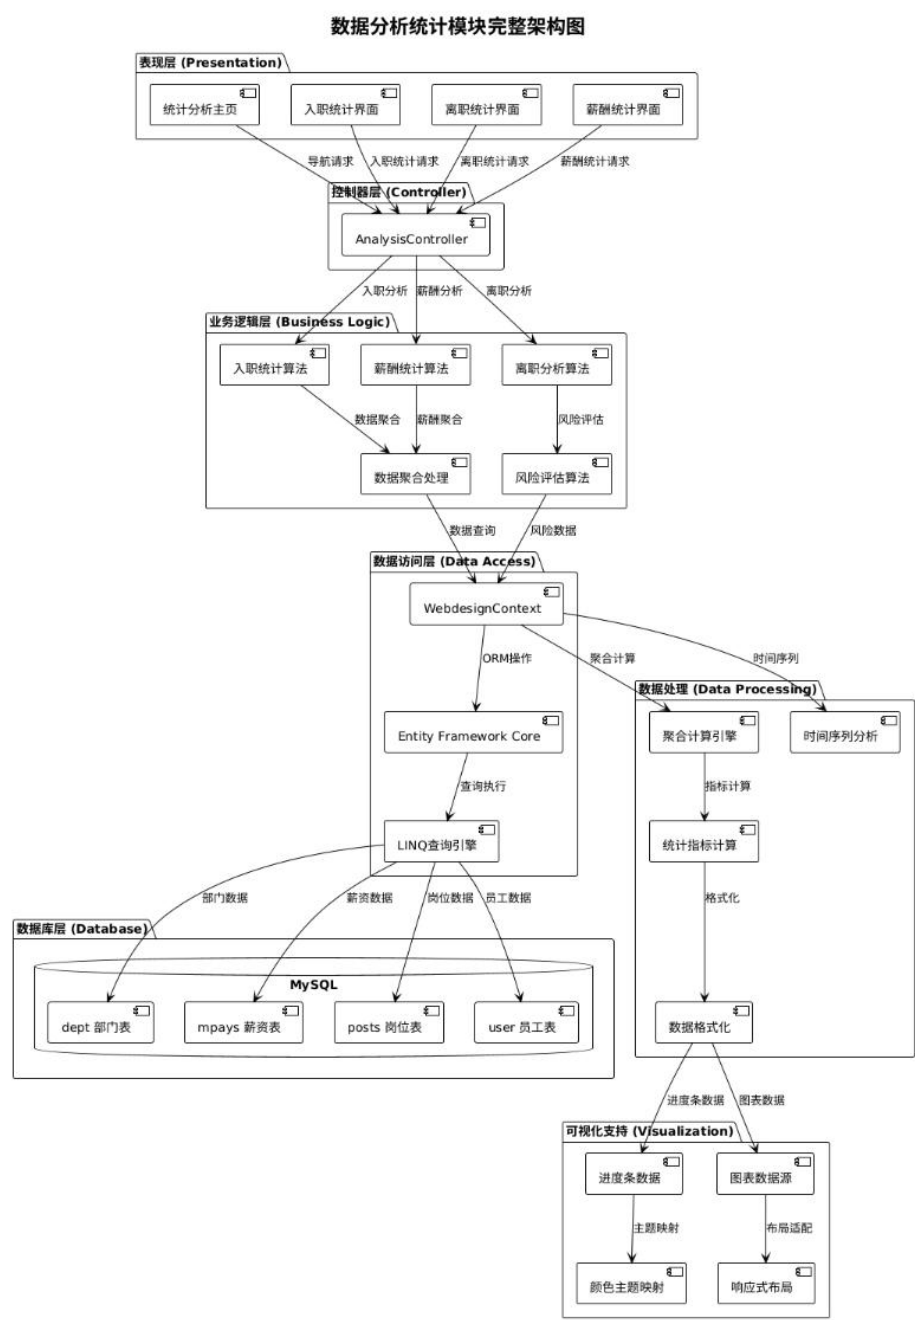 数据分析统计模块完整架构图
表现层 (Presentation)
统计分析主页
入职统计界面
离职统计界面
薪酬统计界面
导航请求
入职统计请求
离职统计请求
薪酬统计请求
控制器层 (Controller)
AnalysisController
入职分析
薪酬分析
离职分析
业务逻辑层 (Business Logic)
入职统计算法
薪酬统计算法
离职分析算法
数据聚合
薪酬聚合
风险评估
数据聚合处理
风险评估算法
数据查询
风险数据
数据访问层 (Data Access)
WebdesignContext
ORM操作
聚合计算
时间序列
数据处理 (Data Processing)
Entity Framework Core
聚合计算引擎
时间序列分析
查询执行
指标计算
LINQ查询引擎
统计指标计算
部门数据
薪资数据
岗位数据
员工数据
格式化
数据库层 (Database)
MySQL
dept 部门表
mpays 薪资表
posts 岗位表
user 员工表
数据格式化
进度条数据
图表数据
可视化支持 (Visualization)
进度条数据
图表数据源
主题映射
布局适配
颜色主题映射
响应式布局